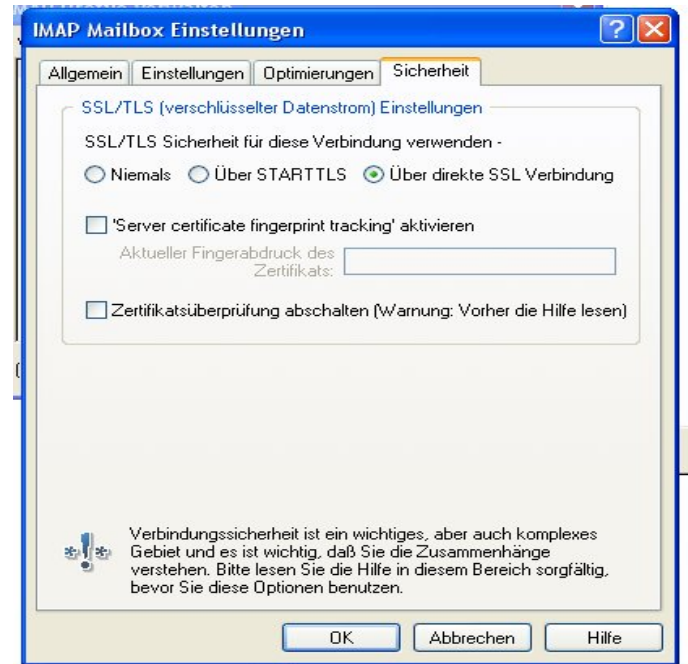 IMAP Mailbox Einstellungen
Allgemein Einstellungen Optimierungen Sicherheit
SSL/TLS (verschlüsselter Datenstrom) Einstellungen
SSL/TLS Sicherheit für diese Verbindung verwenden -
Niemals Über STARTTLS Über direkte SSL Verbindung
'Server certificate fingerprint tracking' aktivieren
Aktueller Fingerabdruck des
Zertifikats:
Zertifikatsüberprüfung abschalten (Warnung: Vorher die Hilfe lesen)
Verbindungssicherheit ist ein wichtiges, aber auch komplexes
Gebiet und es ist wichtig, daß Sie die Zusammenhänge
verstehen. Bitte lesen Sie die Hilfe in diesem Bereich sorgfältig,
bevor Sie diese Optionen benutzen.
OK Abbrechen Hilfe